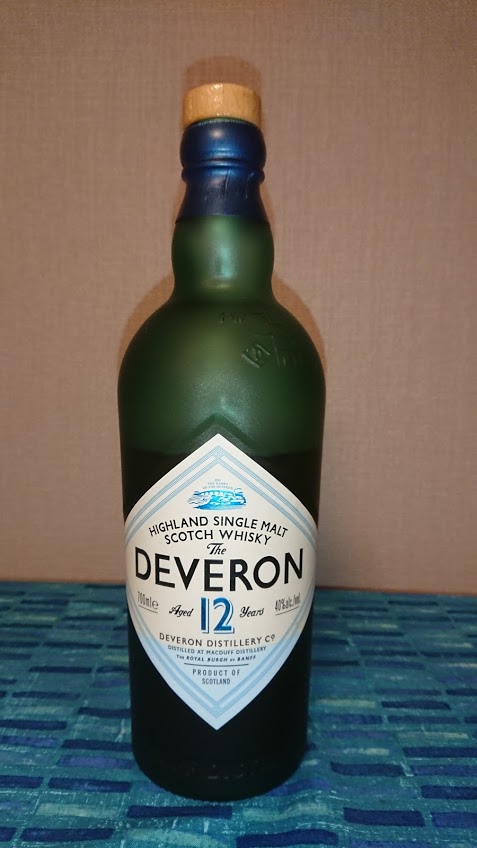 HIGHLAND SINGLE MALT
SCOTCH WHISKY
The
DEVERON
700ml e
Aged 12 Years
40%alc./vol.
DEVERON DISTILLERY Co
DISTILLED AT MACDUFF DISTILLERY
THE ROYAL BURGH OF BANFF
PRODUCT OF
SCOTLAND